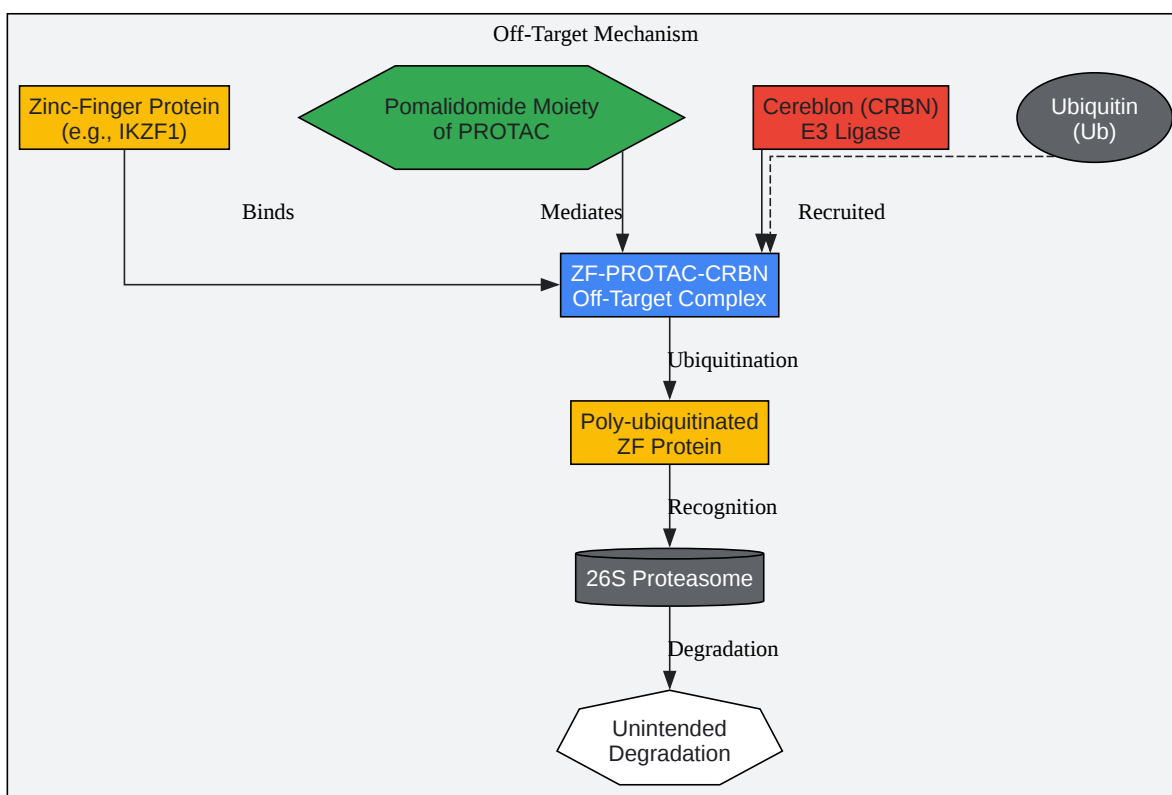 Off-Target Mechanism
Zinc-Finger Protein
(e.g., IKZF1)
Pomalidomide Moiety
of PROTAC
Cereblon (CRBN)
E3 Ligase
Ubiquitin
(Ub)
Binds
Mediates
Recruited
ZF-PROTAC-CRBN
Off-Target Complex
Ubiquitination
Poly-ubiquitinated
ZF Protein
Recognition
26S Proteasome
Degradation
Unintended
Degradation